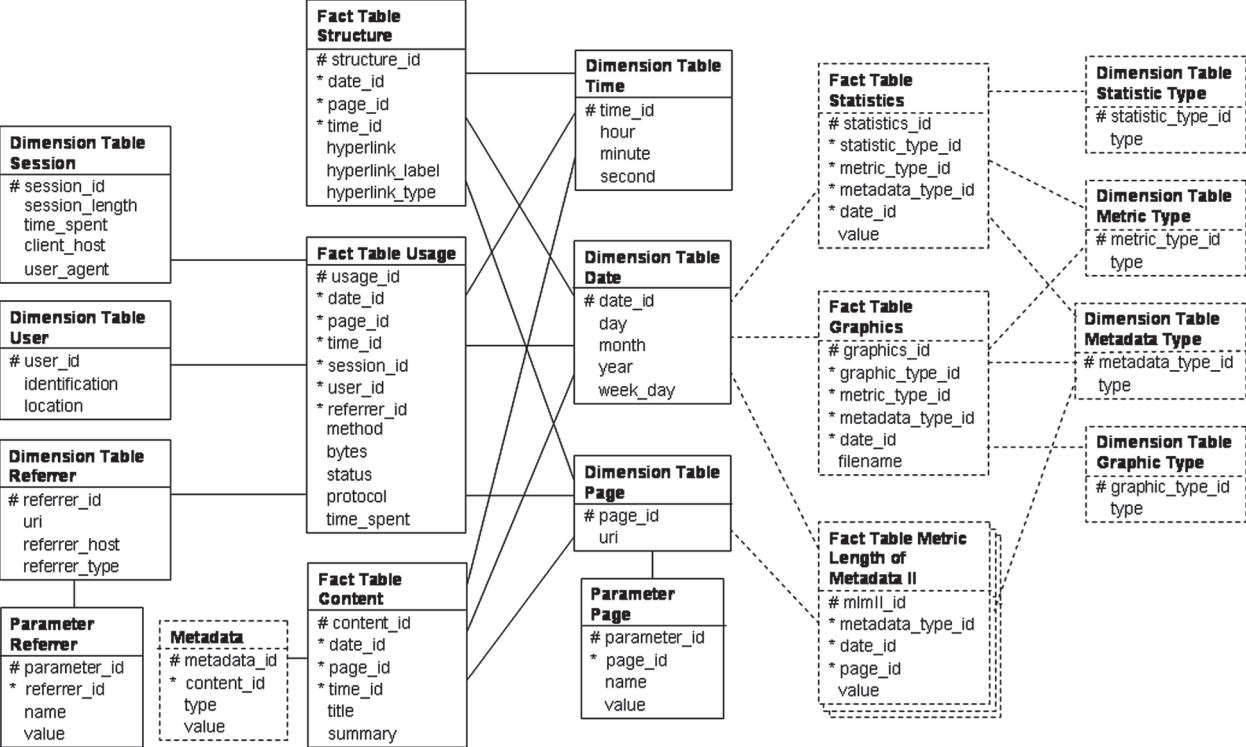 Fact Table
Structure
# structure_id
* date_id
* page_id
* time_id
hyperlink
hyperlink_label
hyperlink_type
Dimension Table
Session
# session_id
session_length
time_spent
client_host
user_agent
Dimension Table
User
# user_id
identification
location
Dimension Table
Referrer
# referrer_id
uri
referrer_host
referrer_type
Parameter
Referrer
# parameter_id
* referrer_id
name
value
Metadata
# metadata_id
* content_id
type
value
Fact Table Usage
# usage_id
* date_id
* page_id
* time_id
* session_id
* user_id
* referrer_id
method
bytes
status
protocol
time_spent
Fact Table
Content
# content_id
* date_id
* page_id
* time_id
title
summary
Dimension Table
Time
# time_id
hour
minute
second
Dimension Table
Date
# date_id
day
month
year
week_day
Dimension Table
Page
# page_id
uri
Parameter
Page
# parameter_id
* page_id
name
value
Fact Table
Statistics
# statistics_id
* statistic_type_id
* metric_type_id
* metadata_type_id
* date_id
value
Fact Table
Graphics
# graphics_id
* graphic_type_id
* metric_type_id
* metadata_type_id
* date_id
filename
Fact Table Metric
Length of
Metadata II
# mlmII_id
* metadata_type_id
* date_id
* page_id
value
Dimension Table
Statistic Type
# statistic_type_id
type
Dimension Table
Metric Type
# metric_type_id
type
Dimension Table
Metadata Type
# metadata_type_id
type
Dimension Table
Graphic Type
# graphic_type_id
type